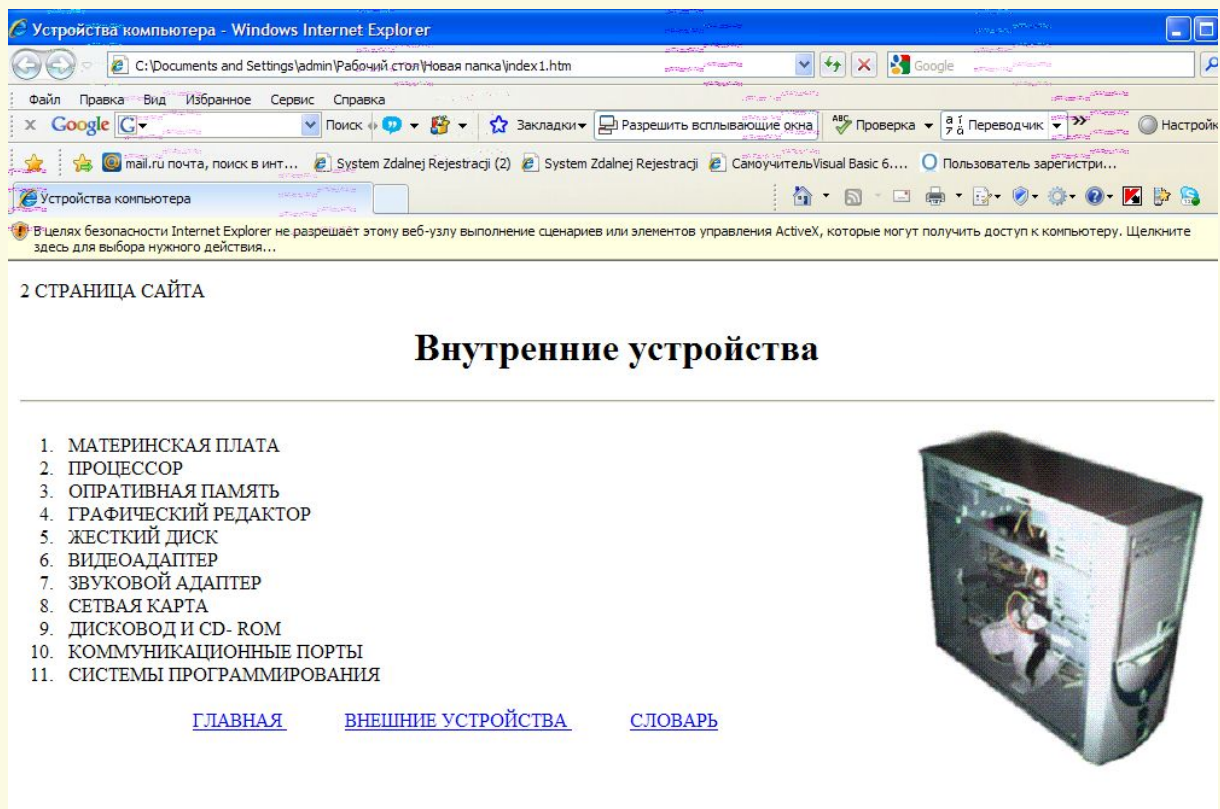 Устройства компьютера - Windows Internet Explorer
C:\Documents and Settings\admin\Рабочий стол\Новая папка\index1.htm
Google
Файл Правка Вид Избранное Сервис Справка
x Google G Поиск Закладки Разрешить всплывающие окна Проверка Переводчик » Настройк
mail.ru почта, поиск в инт... System Zdalnej Rejestracji (2) System Zdalnej Rejestracji СамоучительVisual Basic 6.... Пользователь зарегистри...
Устройства компьютера
В целях безопасности Internet Explorer не разрешает этому веб-узлу выполнение сценариев или элементов управления ActiveX, которые могут получить доступ к компьютеру. Щелкните
здесь для выбора нужного действия...
2 СТРАНИЦА САЙТА
Внутренние устройства
1. МАТЕРИНСКАЯ ПЛАТА
2. ПРОЦЕССОР
3. ОПРАТИВНАЯ ПАМЯТЬ
4. ГРАФИЧЕСКИЙ РЕДАКТОР
5. ЖЕСТКИЙ ДИСК
6. ВИДЕОАДАПТЕР
7. ЗВУКОВОЙ АДАПТЕР
8. СЕТВАЯ КАРТА
9. ДИСКОВОД И CD- ROM
10. КОММУНИКАЦИОННЫЕ ПОРТЫ
11. СИСТЕМЫ ПРОГРАММИРОВАНИЯ
ГЛАВНАЯ ВНЕШНИЕ УСТРОЙСТВА СЛОВАРЬ